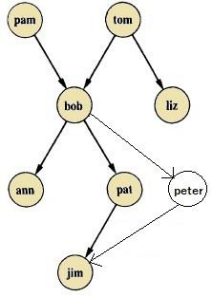 pam tom
bob liz
ann pat peter
jim